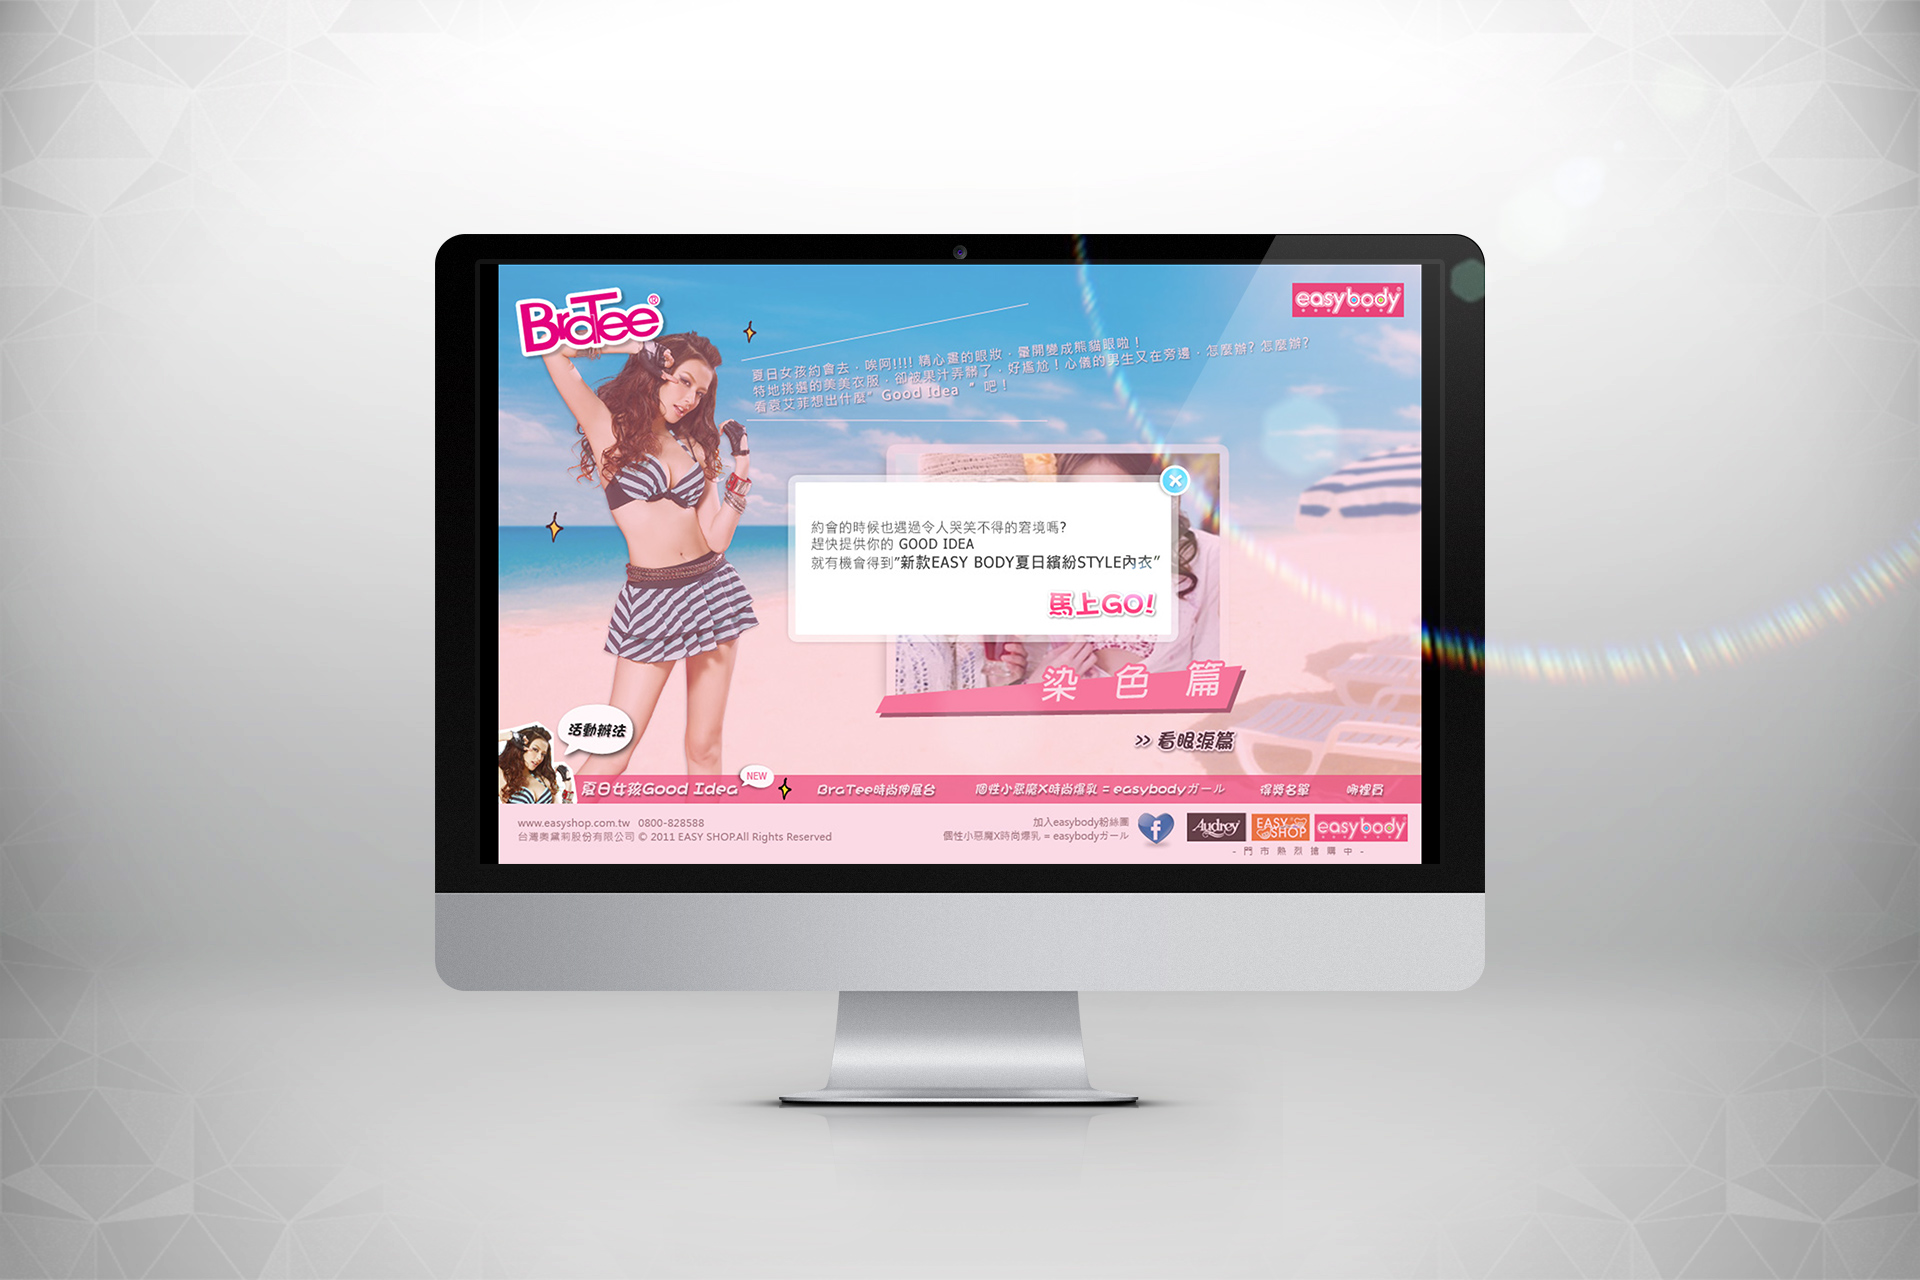 BraTee®
easybody®
夏日女孩約會去，唉阿!!!! 精心畫的眼妝，暈開變成熊貓眼啦！
特地挑選的美美衣服，卻被果汁弄髒了，好尷尬！心儀的男生又在旁邊，怎麼辦? 怎麼辦?
看袁艾菲想出什麼" Good Idea " 吧！
約會的時候也遇過令人哭笑不得的窘境嗎?
趕快提供你的 GOOD IDEA
就有機會得到"新款EASY BODY夏日繽紛STYLE內衣"
馬上GO!
染色篇
>> 看眼淚篇
活動辦法
NEW
夏日女孩Good Idea
BraTee時尚伸展台
個性小惡魔X時尚爆乳 = easybodyガール
得獎名單
哪裡買
www.easyshop.com.tw 0800-828588
台灣奧黛莉股份有限公司 © 2011 EASY SHOP.All Rights Reserved
加入easybody粉絲團
個性小惡魔X時尚爆乳 = easybodyガール
f
Audrey
EASY SHOP
easybody
- 門市熱烈搶購中 -